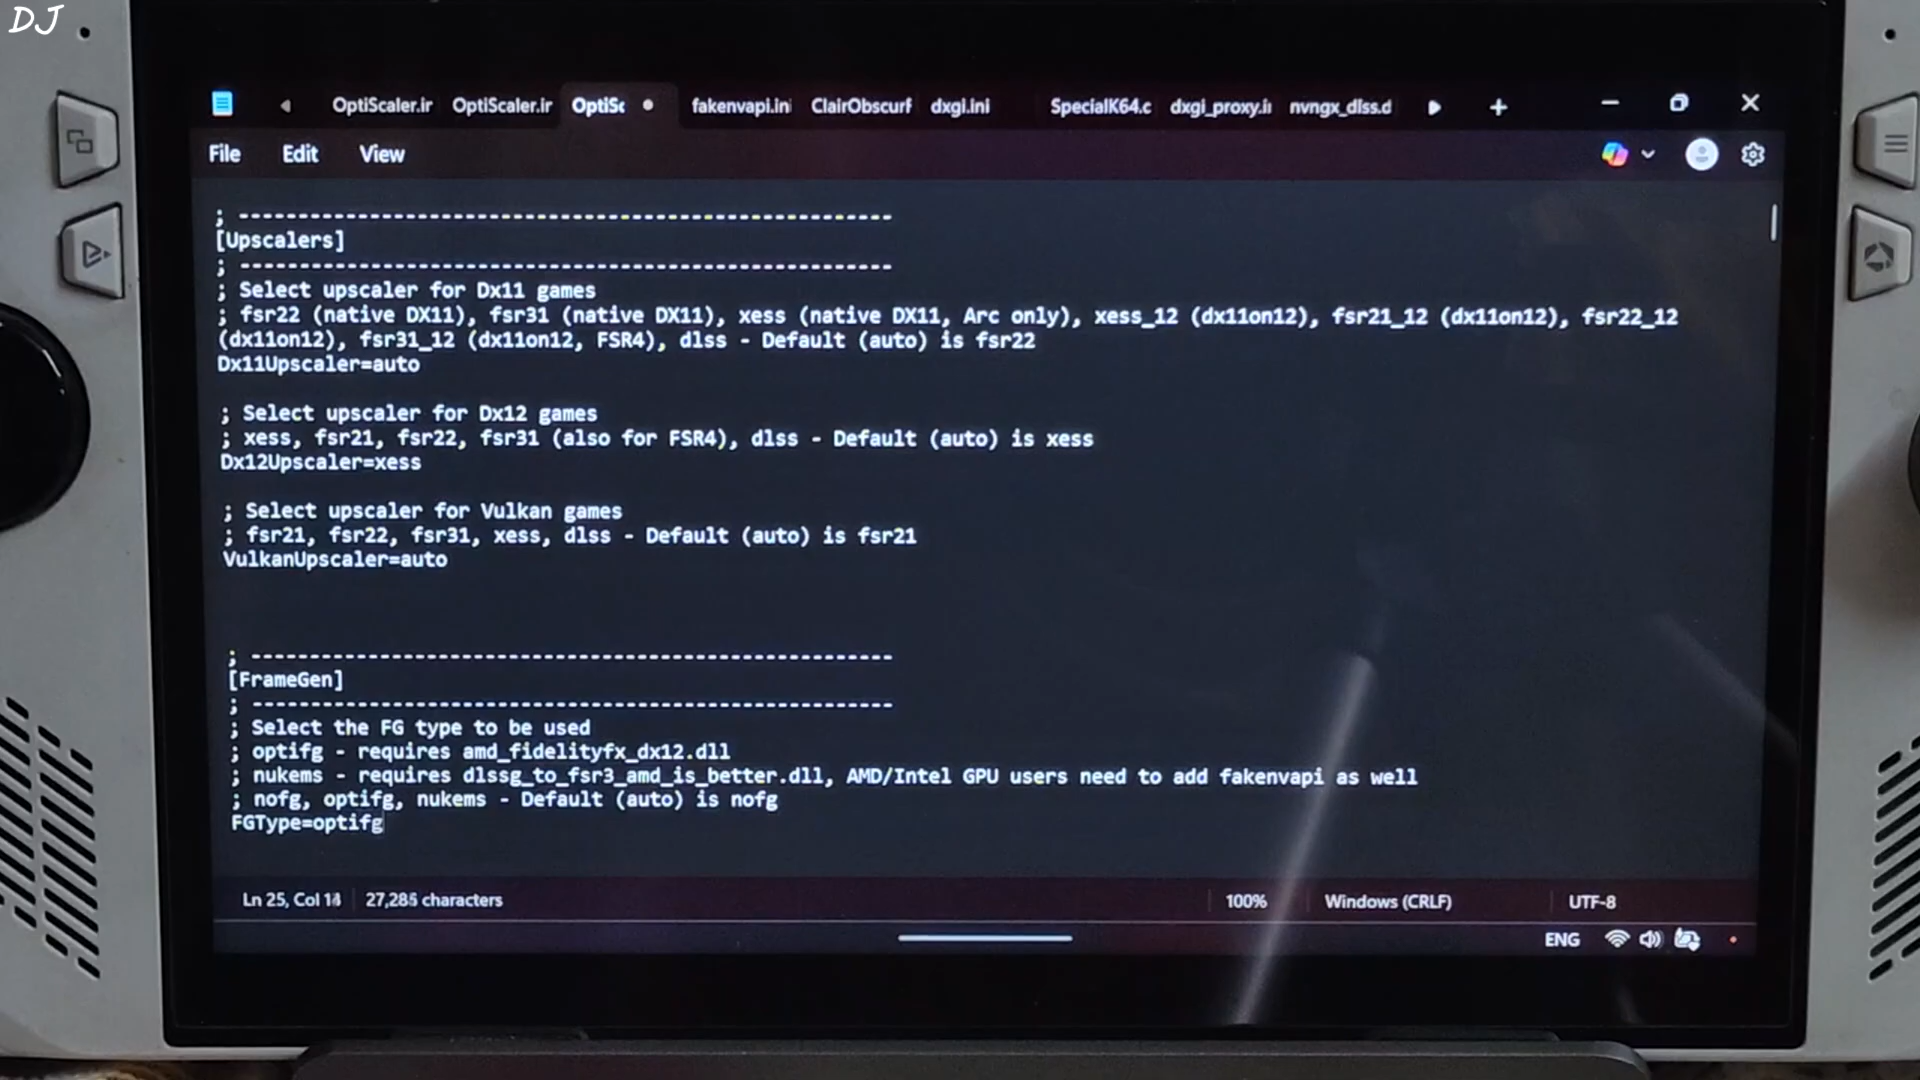 DJ
OptiScaler.ir OptiScaler.ir OptiSc fakenvapi.ini ClairObscurf dxgi.ini SpecialK64.c dxgi_proxy.ii nvngx_dlss.d
File Edit View
; -------------------------------------------------------
[Upscalers]
; -------------------------------------------------------
; Select upscaler for Dx11 games
; fsr22 (native DX11), fsr31 (native DX11), xess (native DX11, Arc only), xess_12 (dx11on12), fsr21_12 (dx11on12), fsr22_12
(dx11on12), fsr31_12 (dx11on12, FSR4), dlss - Default (auto) is fsr22
Dx11Upscaler=auto
; Select upscaler for Dx12 games
; xess, fsr21, fsr22, fsr31 (also for FSR4), dlss - Default (auto) is xess
Dx12Upscaler=xess
; Select upscaler for Vulkan games
; fsr21, fsr22, fsr31, xess, dlss - Default (auto) is fsr21
VulkanUpscaler=auto
; -------------------------------------------------------
[FrameGen]
; -------------------------------------------------------
; Select the FG type to be used
; optifg - requires amd_fidelityfx_dx12.dll
; nukems - requires dlssg_to_fsr3_amd_is_better.dll, AMD/Intel GPU users need to add fakenvapi as well
; nofg, optifg, nukems - Default (auto) is nofg
FGType=optifg
Ln 25, Col 14 27,285 characters 100% Windows (CRLF) UTF-8
ENG